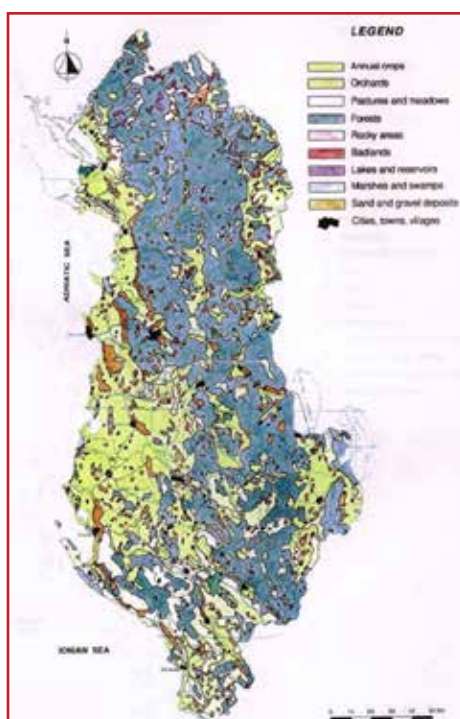 LEGEND
Annual crops
Orchards
Pastures and meadows
Forests
Rocky areas
Badlands
Lakes and reservoirs
Marshes and swamps
Sand and gravel deposits
Cities, towns, villages
ADRIATIC SEA
IONIAN SEA